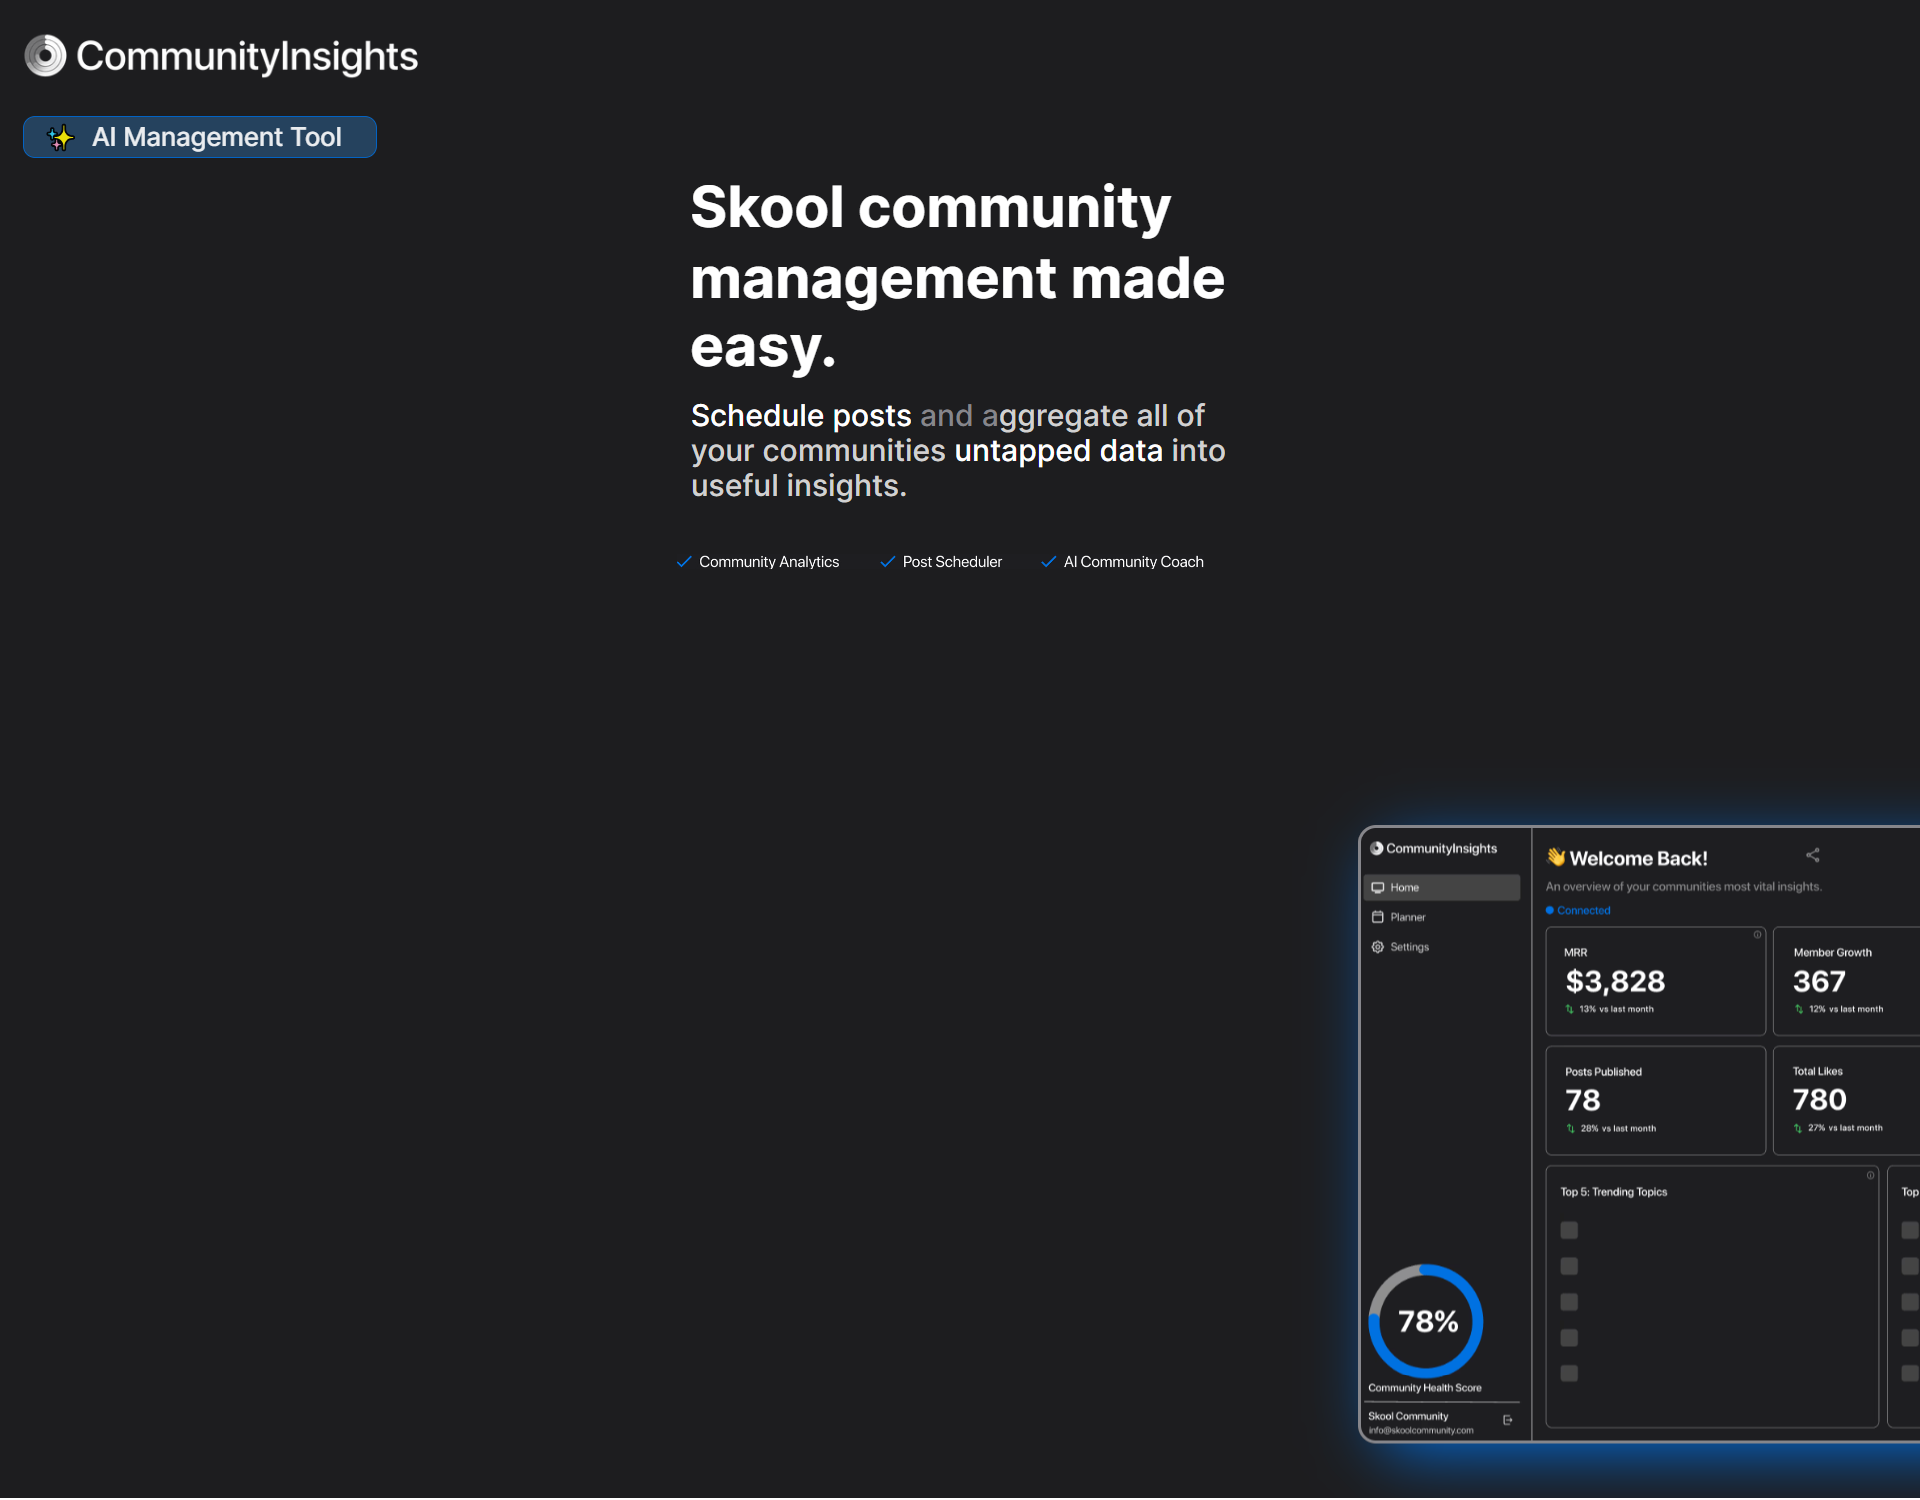 CommunityInsights
AI Management Tool
Skool community
management made
easy.
Schedule posts and aggregate all of
your communities untapped data into
useful insights.
Community Analytics
Post Scheduler
AI Community Coach
CommunityInsights
Home
Planner
Settings
78%
Community Health Score
Skool Community
info@skoolcommunity.com
👋 Welcome Back!
An overview of your communities most vital insights.
Connected
MRR
$3,828
13% vs last month
Member Growth
367
12% vs last month
Posts Published
78
28% vs last month
Total Likes
780
27% vs last month
Top 5: Trending Topics
Top